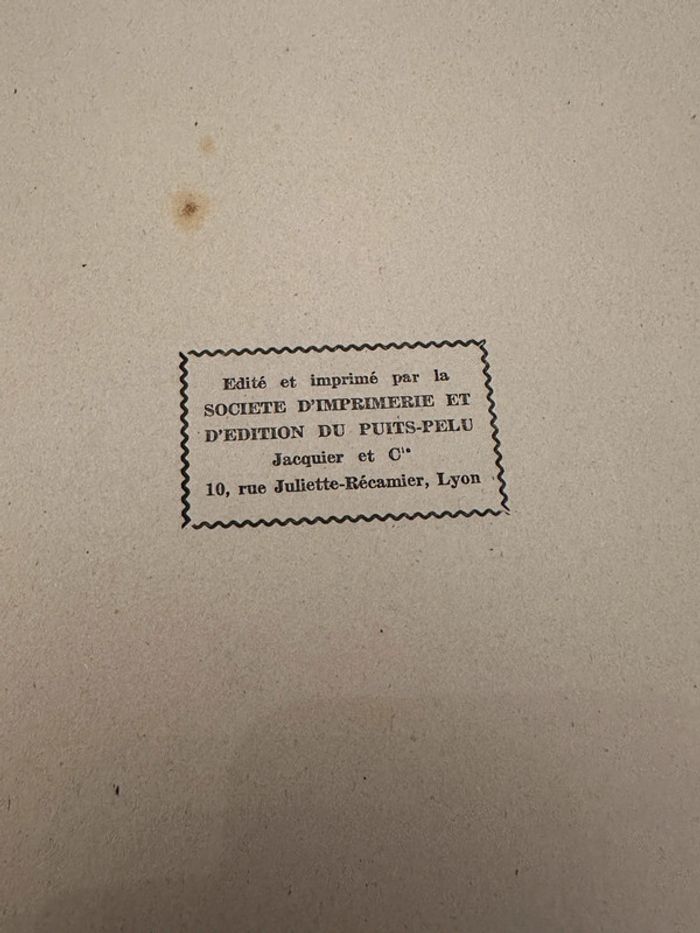 Edité et imprimé par la
SOCIETE D'IMPRIMERIE ET
D'EDITION DU PUITS-PELU
Jacquier et Cⁱᵉ
10, rue Juliette-Récamier, Lyon